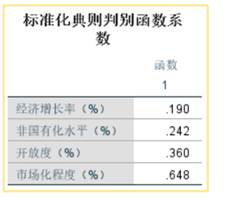 标准化典则判别函数系
数
函数
1
经济增长率（%） .190
非国有化水平（%） .242
开放度（%） .360
市场化程度（%） .648